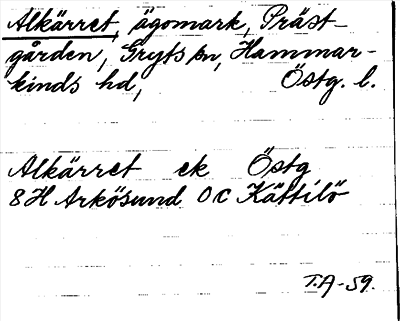 Alkärret, ägomark, Präst-
gården, Gryts sn, Hammar-
kinds hd, Östg. l.
Alkärret ek Östg
8H Arkösund 0c Kättilö
T.A-59.